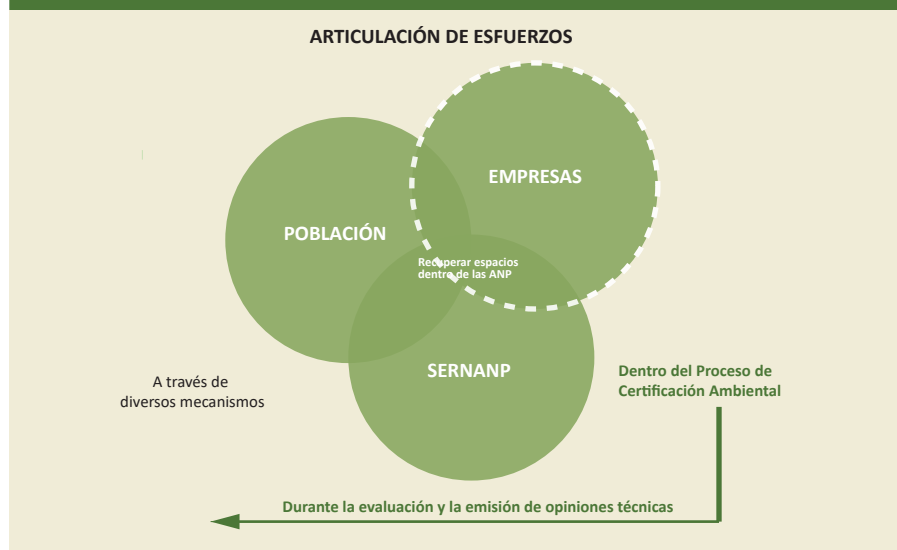 ARTICULACIÓN DE ESFUERZOS
EMPRESAS
POBLACIÓN
Recuperar espacios
dentro de las ANP
SERNANP
A través de
diversos mecanismos
Dentro del Proceso de
Certificación Ambiental
Durante la evaluación y la emisión de opiniones técnicas